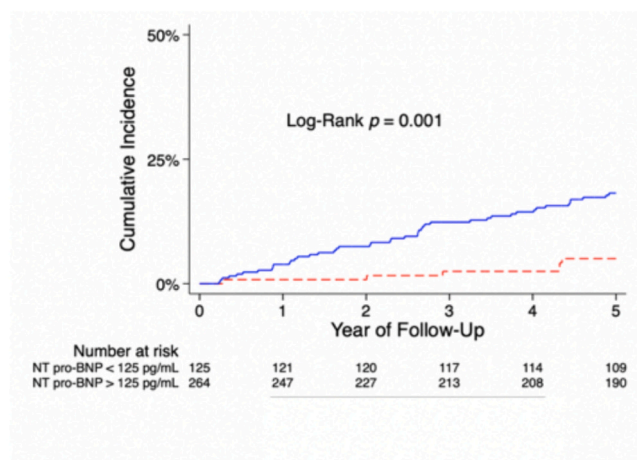 50%
25%
0%
Cumulative Incidence
Log-Rank p = 0.001
0 1 2 3 4 5
Year of Follow-Up
Number at risk
NT pro-BNP < 125 pg/mL 125 121 120 117 114 109
NT pro-BNP > 125 pg/mL 264 247 227 213 208 190